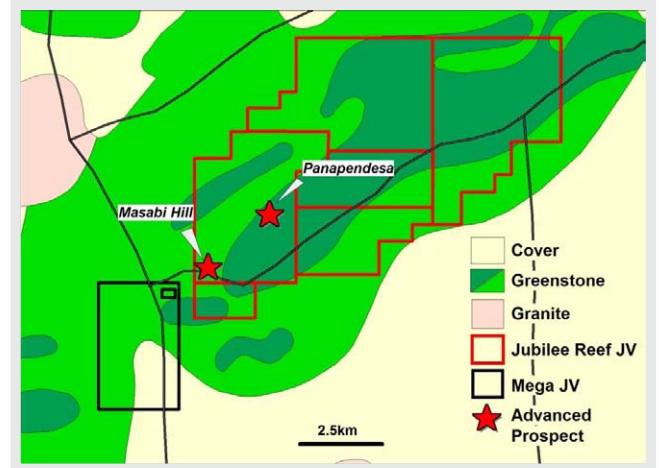 Panapendesa
Masabi Hill
Cover
Greenstone
Granite
Jubilee Reef JV
Mega JV
Advanced
Prospect
2.5km